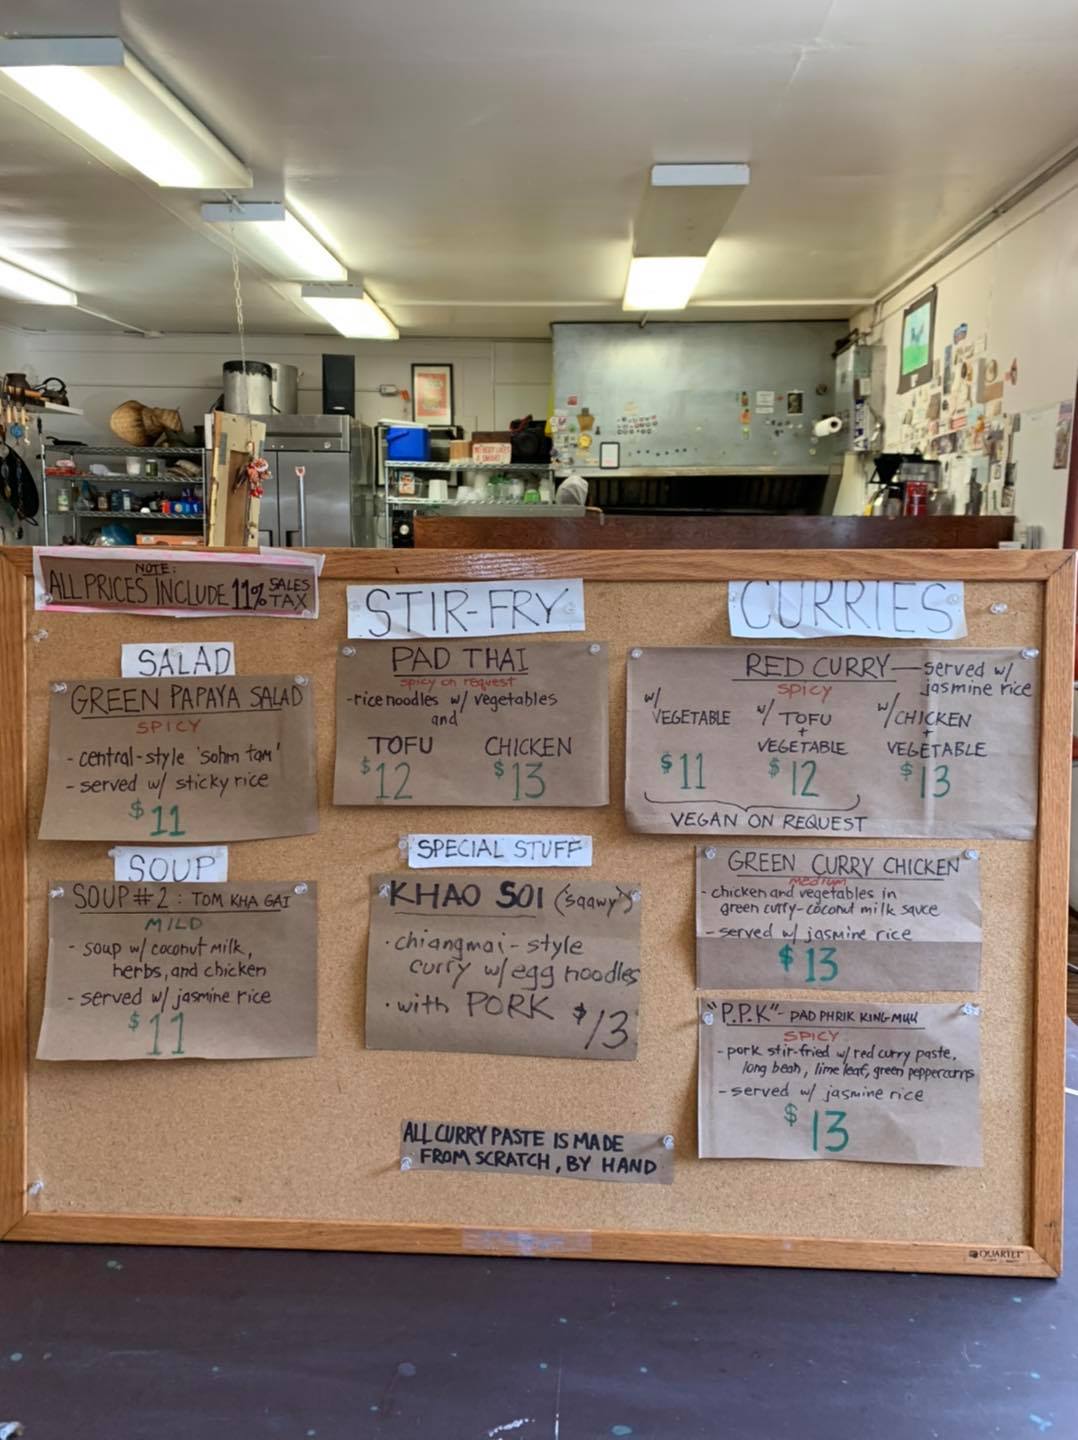 NOTE:
ALL PRICES INCLUDE 11% SALES TAX
SALAD
GREEN PAPAYA SALAD
SPICY
- central-style 'sohm tam'
- served w/ sticky rice
$11
SOUP
SOUP #2 : TOM KHA GAI
MILD
- soup w/ coconut milk,
herbs, and chicken
- served w/ jasmine rice
$11
STIR-FRY
PAD THAI
spicy on request
- rice noodles w/ vegetables
and
TOFU CHICKEN
$12 $13
SPECIAL STUFF
KHAO SOI (saawy)
· chiangmai-style
curry w/ egg noodles
· with PORK $13
ALL CURRY PASTE IS MADE
FROM SCRATCH, BY HAND
CURRIES
RED CURRY — served w/
jasmine rice
SPICY
w/ VEGETABLE w/ TOFU + VEGETABLE w/ CHICKEN + VEGETABLE
$11 $12 $13
VEGAN ON REQUEST
GREEN CURRY CHICKEN
medium
- chicken and vegetables in
green curry-coconut milk sauce
- served w/ jasmine rice
$13
"P.P.K"- PAD PHRIK KING MUU
SPICY
- pork stir-fried w/ red curry paste,
long bean, lime leaf, green peppercorns
- served w/ jasmine rice
$13
QUARTET